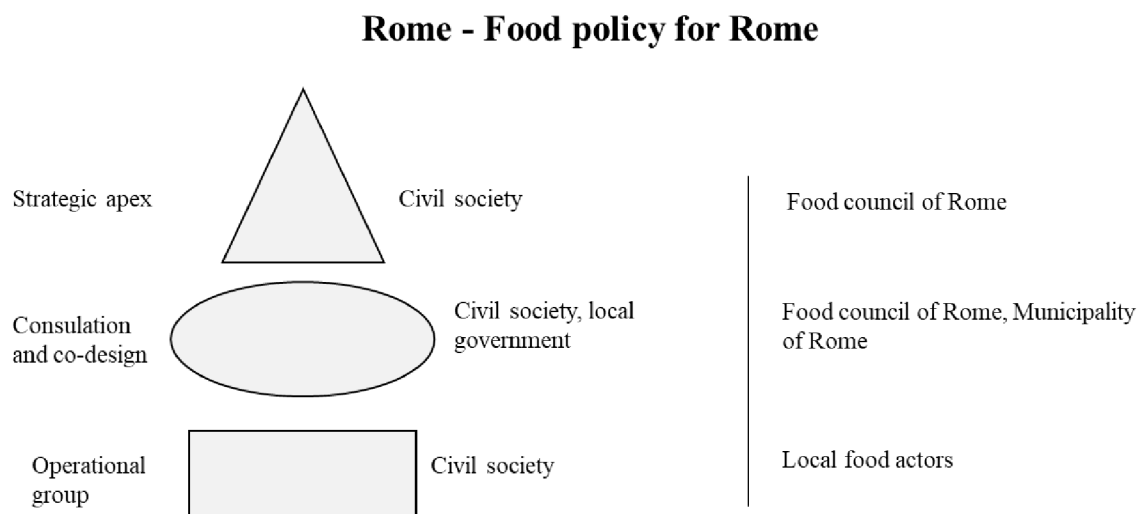 Rome - Food policy for Rome
Strategic apex
Civil society
Food council of Rome
Consulation
and co-design
Civil society, local
government
Food council of Rome, Municipality
of Rome
Operational
group
Civil society
Local food actors